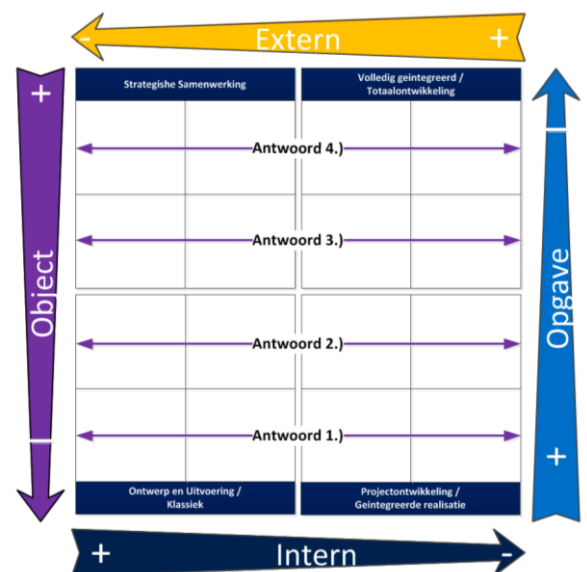 - Extern +
+
Strategishe Samenwerking
Volledig geintegreerd /
Totaalontwikkeling
-
Antwoord 4.)
Antwoord 3.)
Object
Opgave
Antwoord 2.)
Antwoord 1.)
-
+
Ontwerp en Uitvoering /
Klassiek
Projectontwikkeling /
Geintegreerde realisatie
+ Intern -